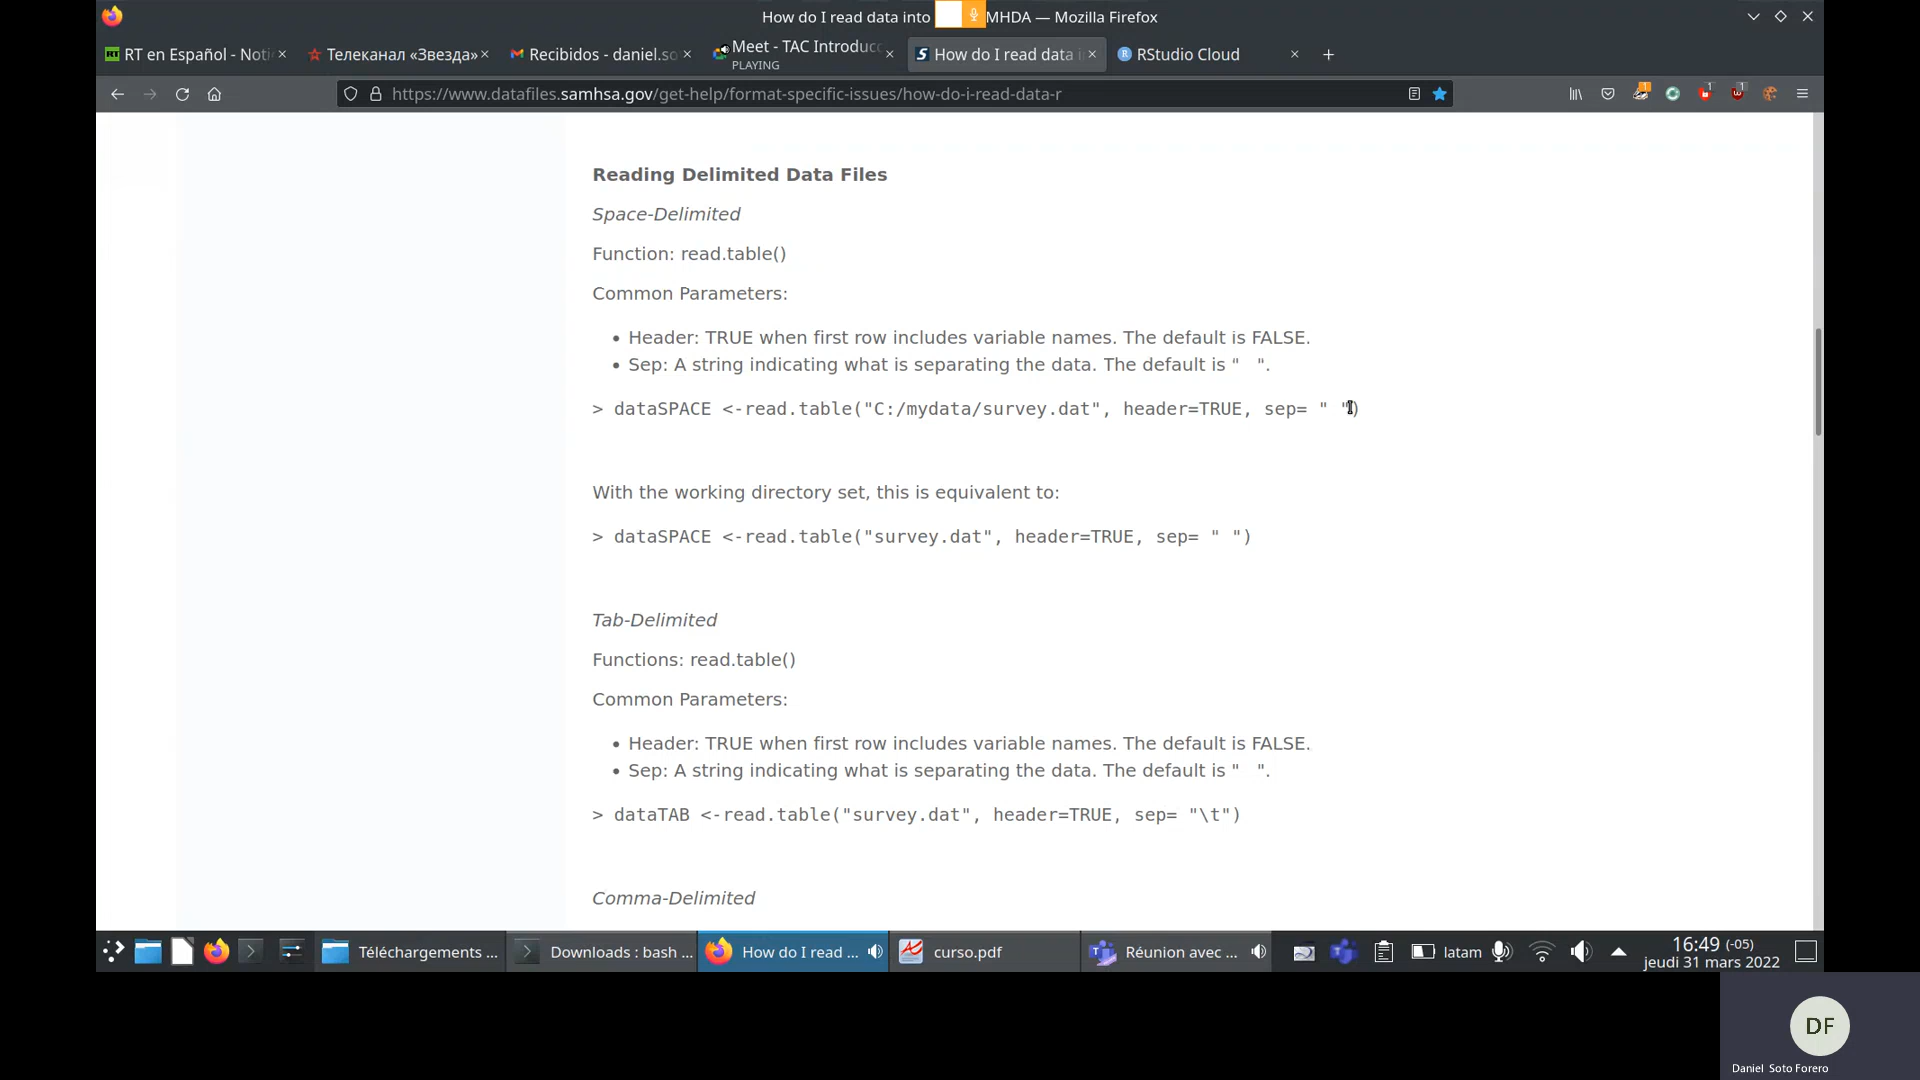 How do I read data into MHDA — Mozilla Firefox
RT en Español - Noti
Телеканал «Звезда»
Recibidos - daniel.so
Meet - TAC Introduc
PLAYING
How do I read data i
RStudio Cloud
https://www.datafiles.samhsa.gov/get-help/format-specific-issues/how-do-i-read-data-r
Reading Delimited Data Files
Space-Delimited
Function: read.table()
Common Parameters:
• Header: TRUE when first row includes variable names. The default is FALSE.
• Sep: A string indicating what is separating the data. The default is "   ".
> dataSPACE <-read.table("C:/mydata/survey.dat", header=TRUE, sep= " ")
With the working directory set, this is equivalent to:
> dataSPACE <-read.table("survey.dat", header=TRUE, sep= " ")
Tab-Delimited
Functions: read.table()
Common Parameters:
• Header: TRUE when first row includes variable names. The default is FALSE.
• Sep: A string indicating what is separating the data. The default is "   ".
> dataTAB <-read.table("survey.dat", header=TRUE, sep= "\t")
Comma-Delimited
Téléchargements ...
Downloads : bash ...
How do I read ...
curso.pdf
Réunion avec ...
latam
16:49 (-05)
jeudi 31 mars 2022
DF
Daniel Soto Forero